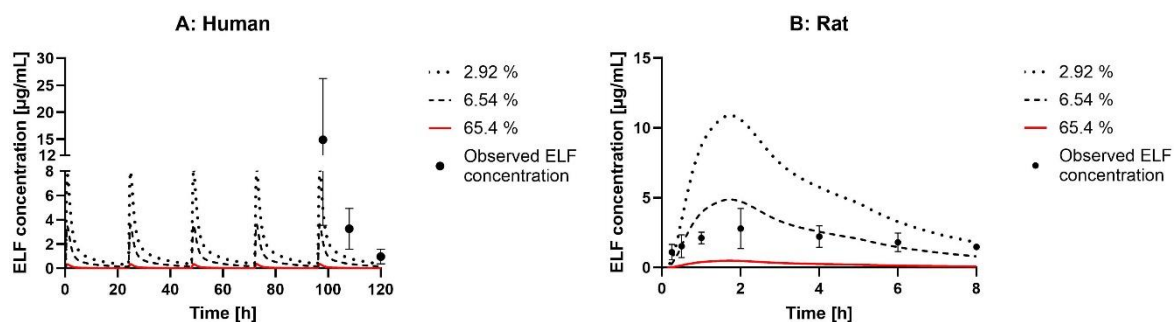 A: Human
ELF concentration [µg/mL]
30
25
20
15
12
8
6
4
2
0
0 20 40 60 80 100 120
Time [h]
2.92 %
6.54 %
65.4 %
Observed ELF
concentration
B: Rat
ELF concentration [µg/mL]
15
10
5
0
0 2 4 6 8
Time [h]
2.92 %
6.54 %
65.4 %
Observed ELF
concentration